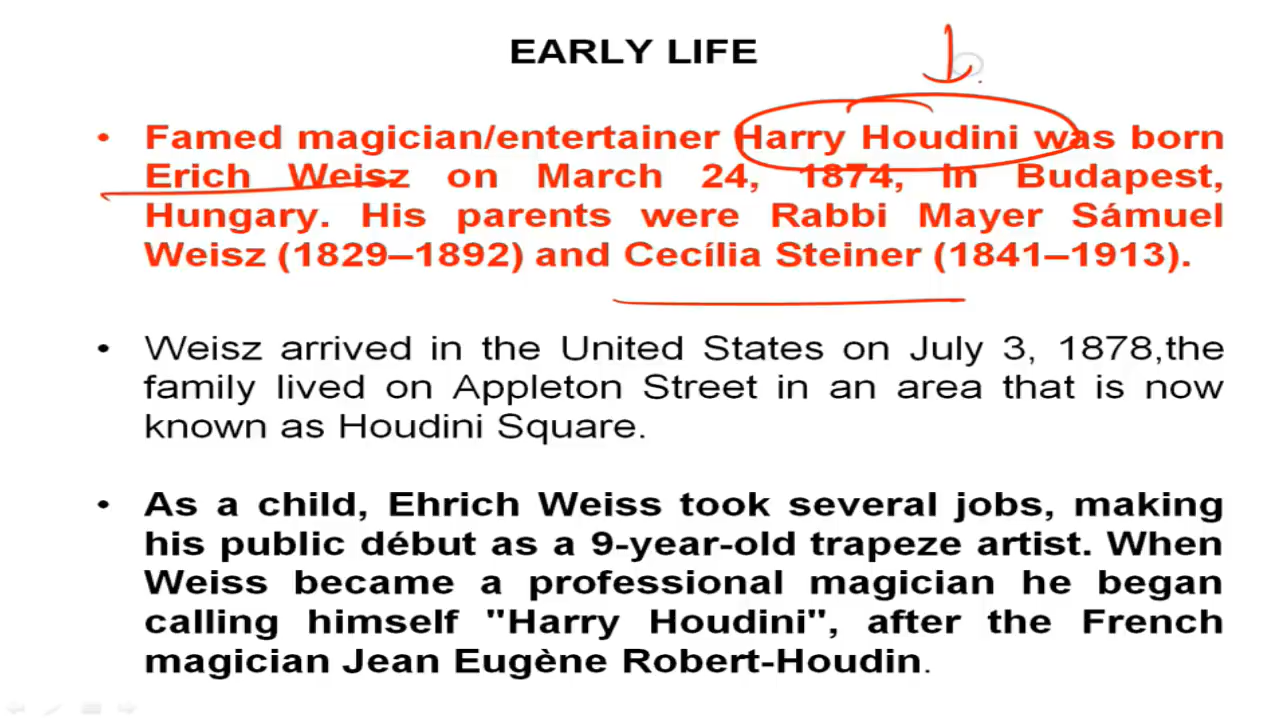 EARLY LIFE
• Famed magician/entertainer Harry Houdini was born
Erich Weisz on March 24, 1874, in Budapest,
Hungary. His parents were Rabbi Mayer Sámuel
Weisz (1829–1892) and Cecília Steiner (1841–1913).
• Weisz arrived in the United States on July 3, 1878,the
family lived on Appleton Street in an area that is now
known as Houdini Square.
• As a child, Ehrich Weiss took several jobs, making
his public début as a 9-year-old trapeze artist. When
Weiss became a professional magician he began
calling himself "Harry Houdini", after the French
magician Jean Eugène Robert-Houdin.